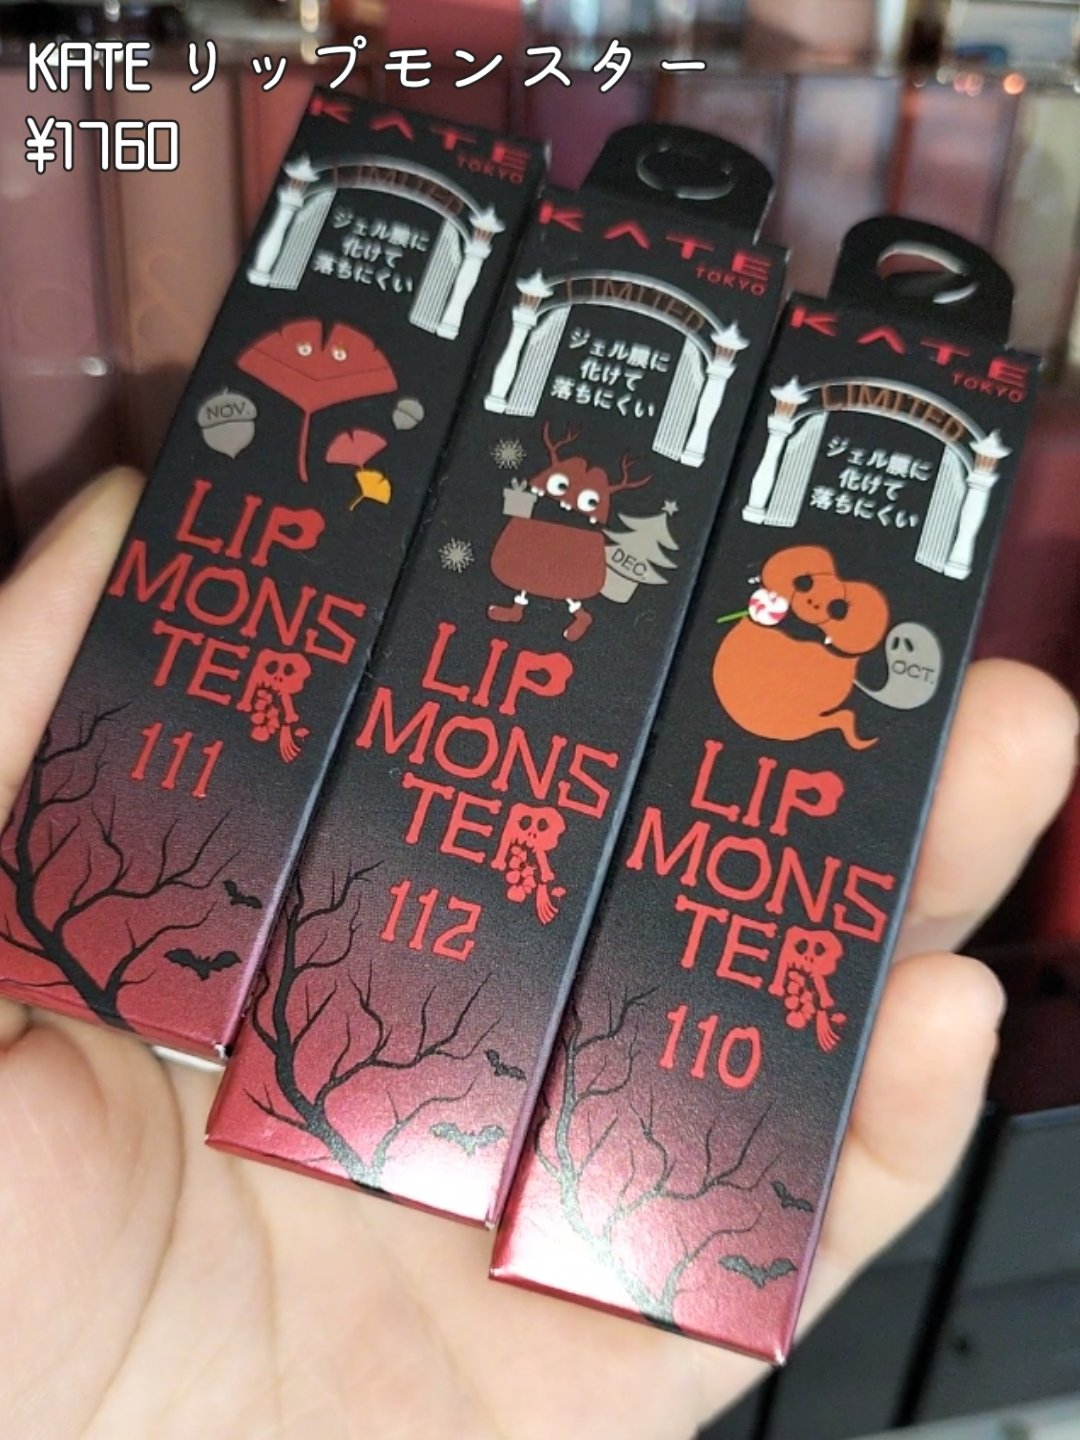 KATE リップモンスター
¥1760
KATE
TOKYO
LIMITED
ジェル膜に
化けて
落ちにくい
NOV.
LIP
MONS
TER
111
KATE
TOKYO
LIMITED
ジェル膜に
化けて
落ちにくい
DEC.
LIP
MONS
TER
112
KATE
TOKYO
LIMITED
ジェル膜に
化けて
落ちにくい
OCT.
LIP
MONS
TER
110